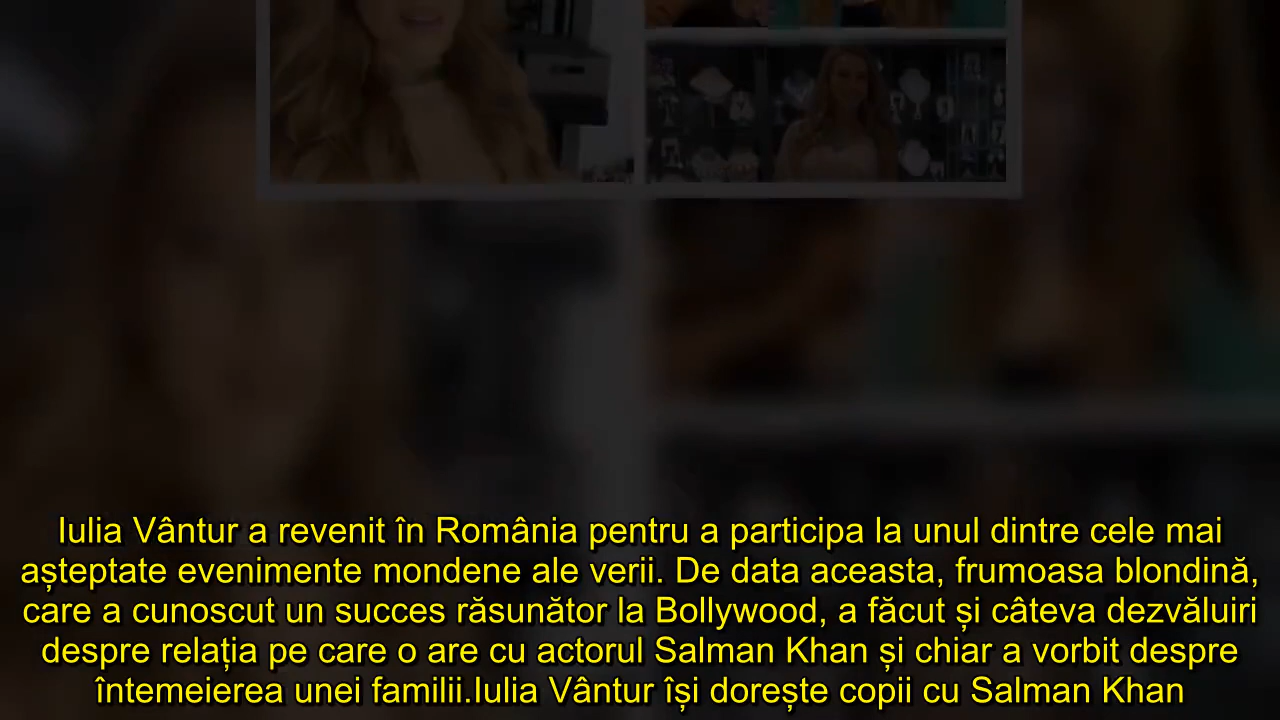 Iulia Vântur a revenit în România pentru a participa la unul dintre cele mai
așteptate evenimente mondene ale verii. De data aceasta, frumoasa blondină,
care a cunoscut un succes răsunător la Bollywood, a făcut și câteva dezvăluiri
despre relația pe care o are cu actorul Salman Khan și chiar a vorbit despre
întemeierea unei familii.Iulia Vântur își dorește copii cu Salman Khan